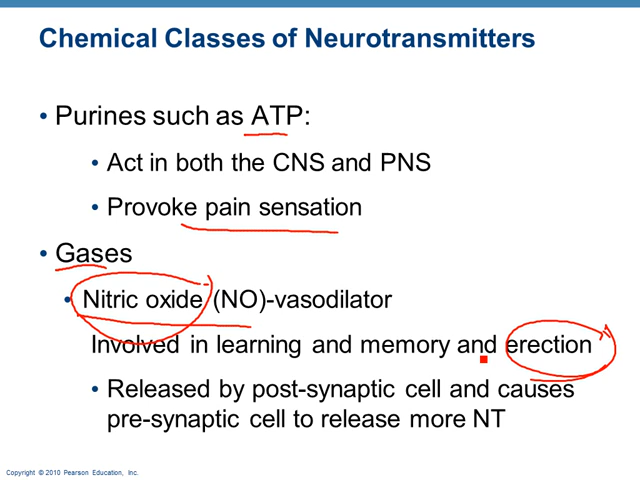 Chemical Classes of Neurotransmitters
• Purines such as ATP:
• Act in both the CNS and PNS
• Provoke pain sensation
• Gases
• Nitric oxide (NO)-vasodilator
Involved in learning and memory and erection
• Released by post-synaptic cell and causes
pre-synaptic cell to release more NT
Copyright © 2010 Pearson Education, Inc.